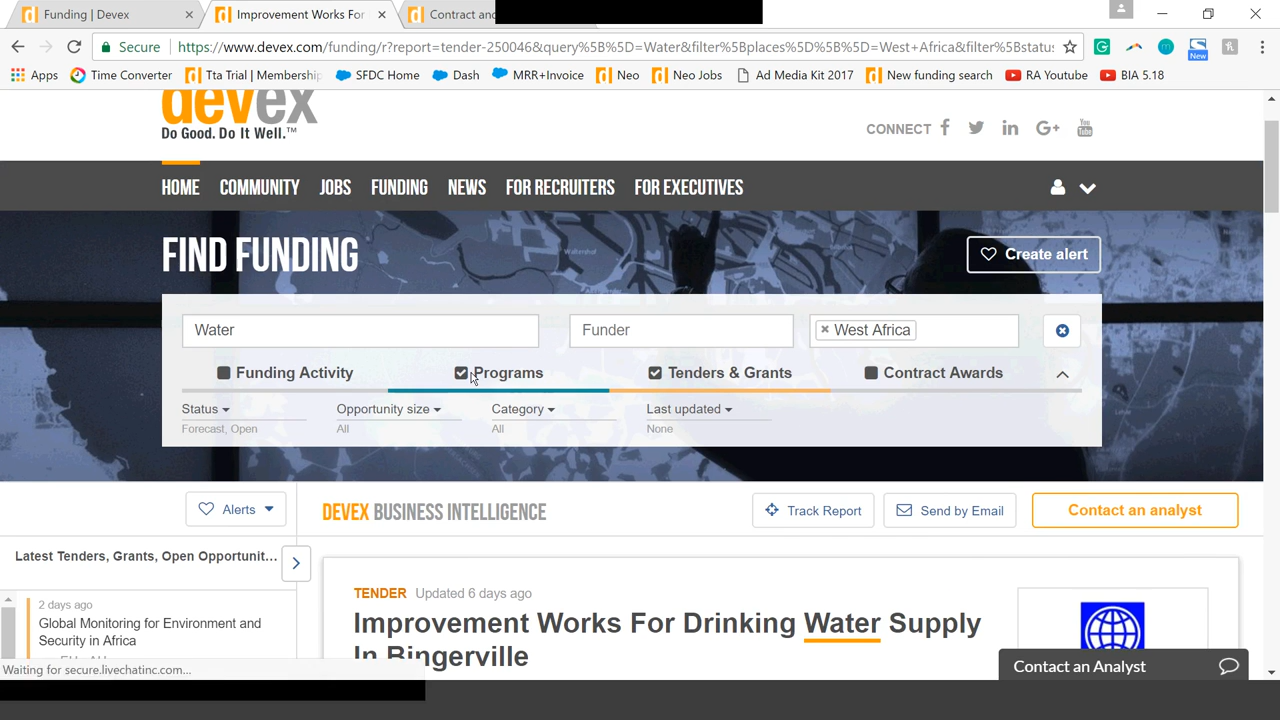 Funding | Devex
Improvement Works For
Contract and
Secure
https://www.devex.com/funding/r?report=tender-220046&query%5B%5D=Water&filter%5Bplaces%5D%5B%5D=West+Africa&filter%5Bstatus
Apps
Time Converter
Tta Trial | Membership
SFDC Home
Dash
MRR+Invoice
Neo
Neo Jobs
Ad Media Kit 2017
New funding search
RA Youtube
BIA 5.18
New
devex
Do Good. Do It Well.™
CONNECT
You
Tube
HOME
COMMUNITY
JOBS
FUNDING
NEWS
FOR RECRUITERS
FOR EXECUTIVES
FIND FUNDING
Create alert
Water
Funder
× West Africa
Funding Activity
Programs
Tenders & Grants
Contract Awards
Status
Opportunity size
Category
Last updated
Forecast, Open
All
All
None
Alerts
DEVEX BUSINESS INTELLIGENCE
Track Report
Send by Email
Contact an analyst
Latest Tenders, Grants, Open Opportunit...
2 days ago
Global Monitoring for Environment and
Security in Africa
TENDER Updated 6 days ago
Improvement Works For Drinking Water Supply
In Bingerville
Waiting for secure.livechatinc.com...
Contact an Analyst